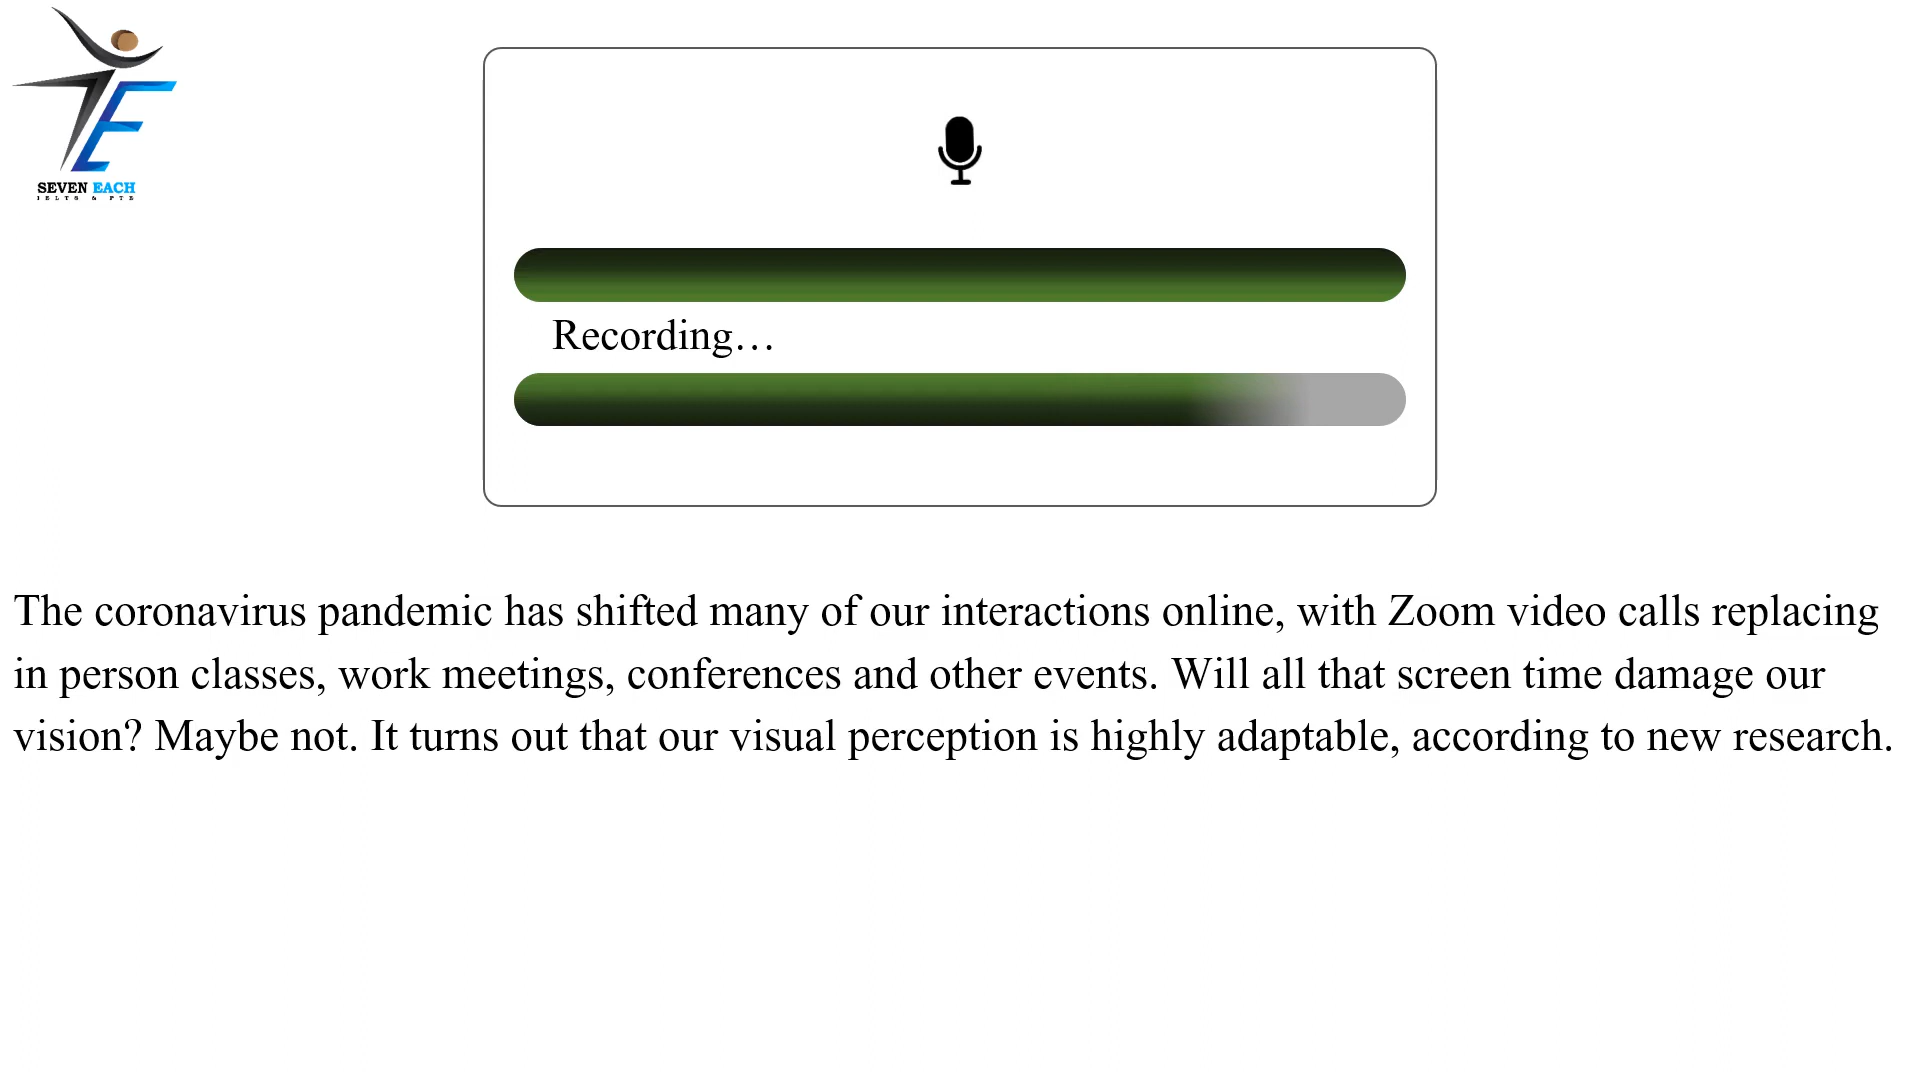 SEVEN EACH
IELTS & PTE
Recording…
The coronavirus pandemic has shifted many of our interactions online, with Zoom video calls replacing
in person classes, work meetings, conferences and other events. Will all that screen time damage our
vision? Maybe not. It turns out that our visual perception is highly adaptable, according to new research.